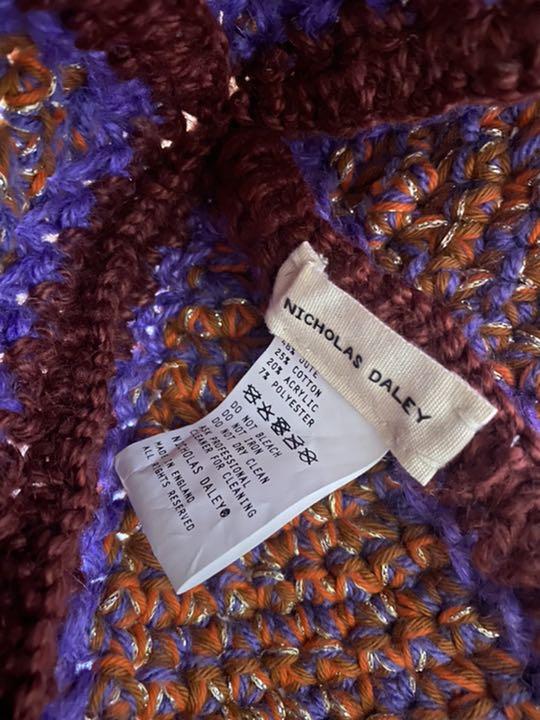 NICHOLAS DALEY
JUTE
25% COTTON
20% ACRYLIC
7% POLYESTER
DO NOT BLEACH
DO NOT IRON
DO NOT DRY CLEAN
ASK PROFESSIONAL
CLEANER FOR CLEANING
NICHOLAS DALEY®
MADE IN ENGLAND
ALL RIGHTS RESERVED